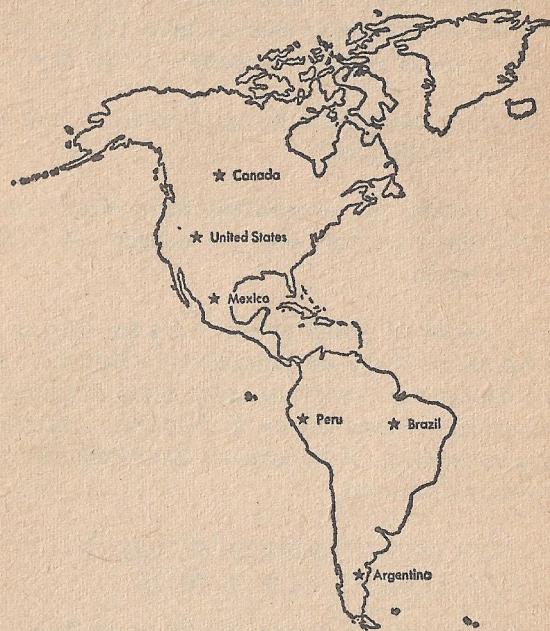 Canada
United States
Mexico
Peru
Brazil
Argentina